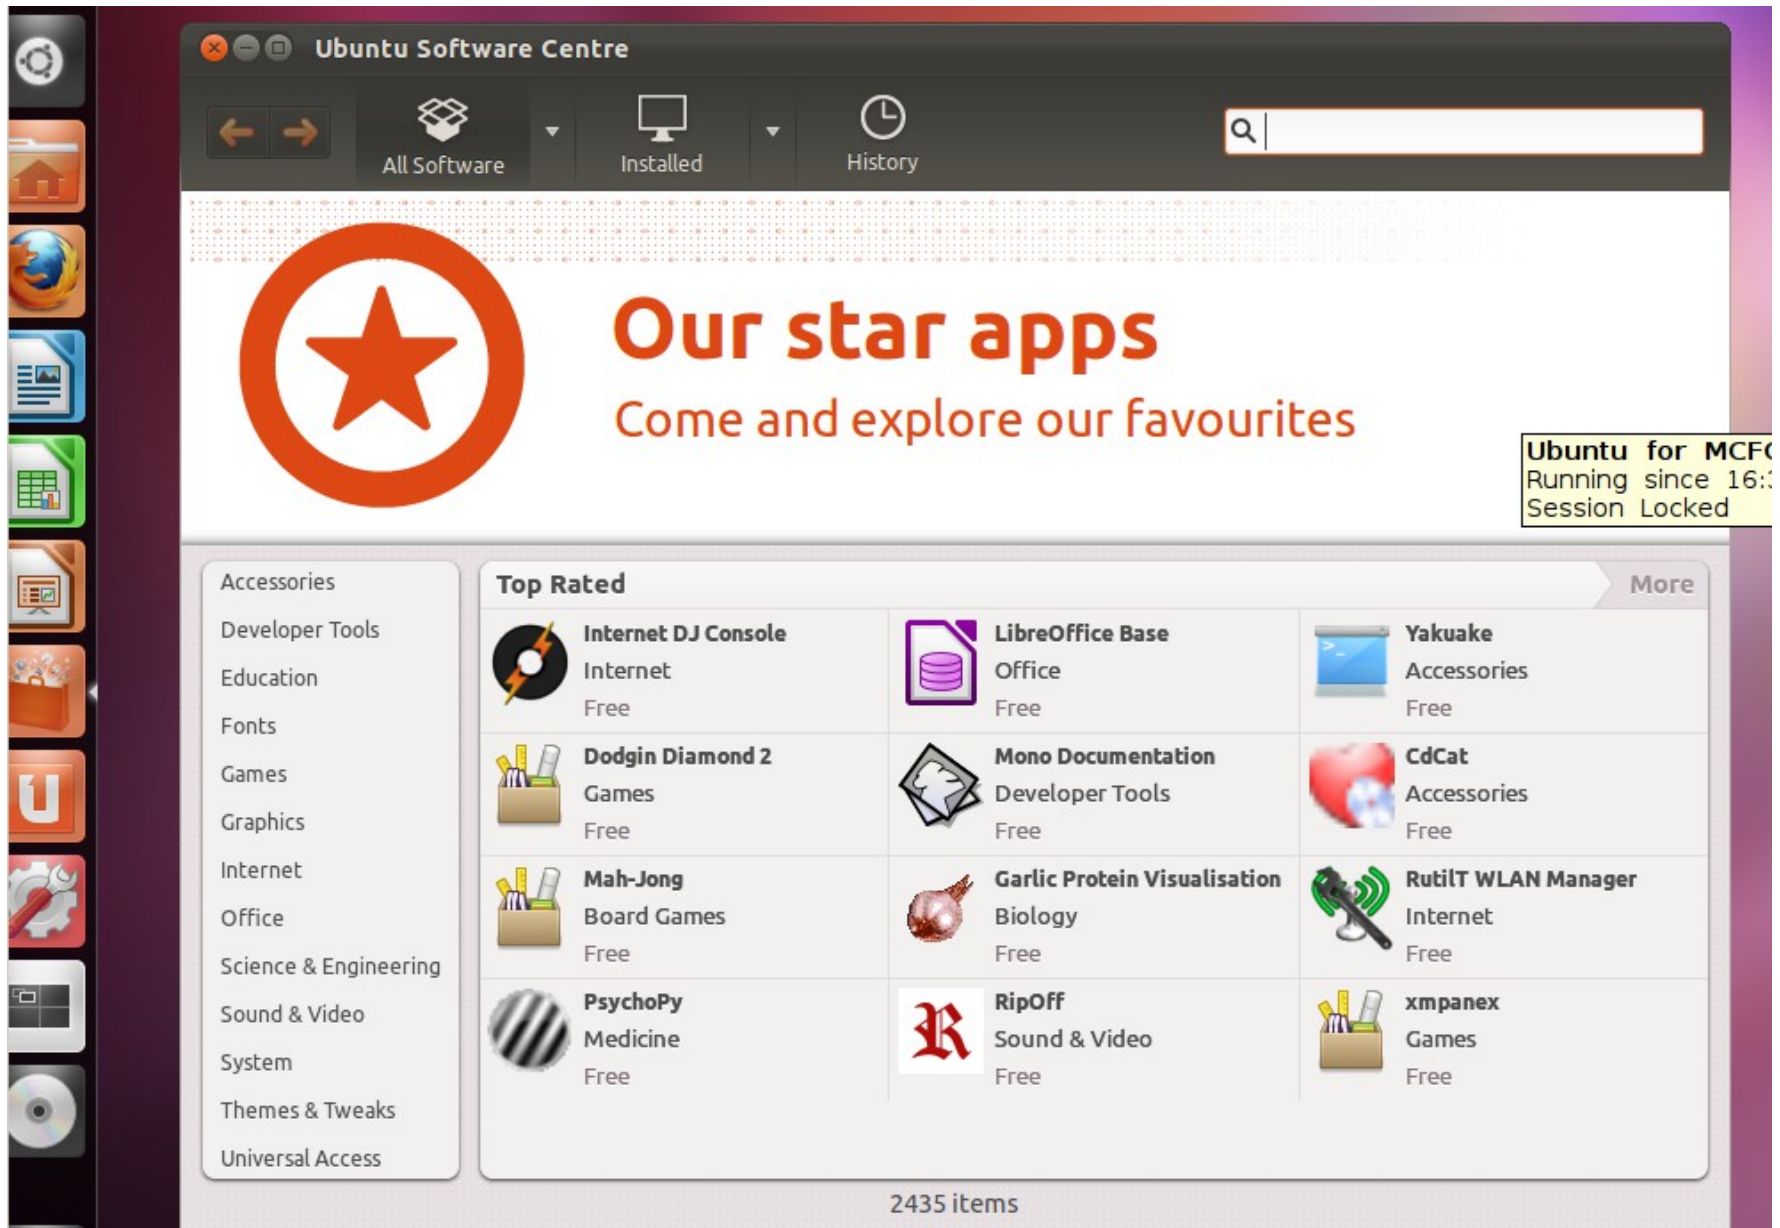 Ubuntu Software Centre
All Software
Installed
History
Our star apps
Come and explore our favourites
Ubuntu for MCF
Running since 16:
Session Locked
Accessories
Developer Tools
Education
Fonts
Games
Graphics
Internet
Office
Science & Engineering
Sound & Video
System
Themes & Tweaks
Universal Access
Top Rated
More
Internet DJ Console
Internet
Free
LibreOffice Base
Office
Free
Yakuake
Accessories
Free
Dodgin Diamond 2
Games
Free
Mono Documentation
Developer Tools
Free
CdCat
Accessories
Free
Mah-Jong
Board Games
Free
Garlic Protein Visualisation
Biology
Free
RutilT WLAN Manager
Internet
Free
PsychoPy
Medicine
Free
RipOff
Sound & Video
Free
xmpanex
Games
Free
2435 items